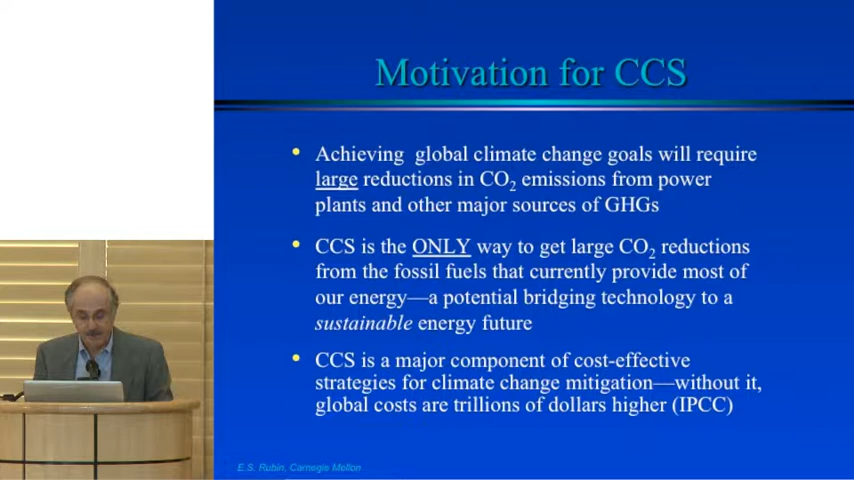 Motivation for CCS
• Achieving global climate change goals will require
large reductions in CO₂ emissions from power
plants and other major sources of GHGs
• CCS is the ONLY way to get large CO₂ reductions
from the fossil fuels that currently provide most of
our energy—a potential bridging technology to a
sustainable energy future
• CCS is a major component of cost-effective
strategies for climate change mitigation—without it,
global costs are trillions of dollars higher (IPCC)
E.S. Rubin, Carnegie Mellon